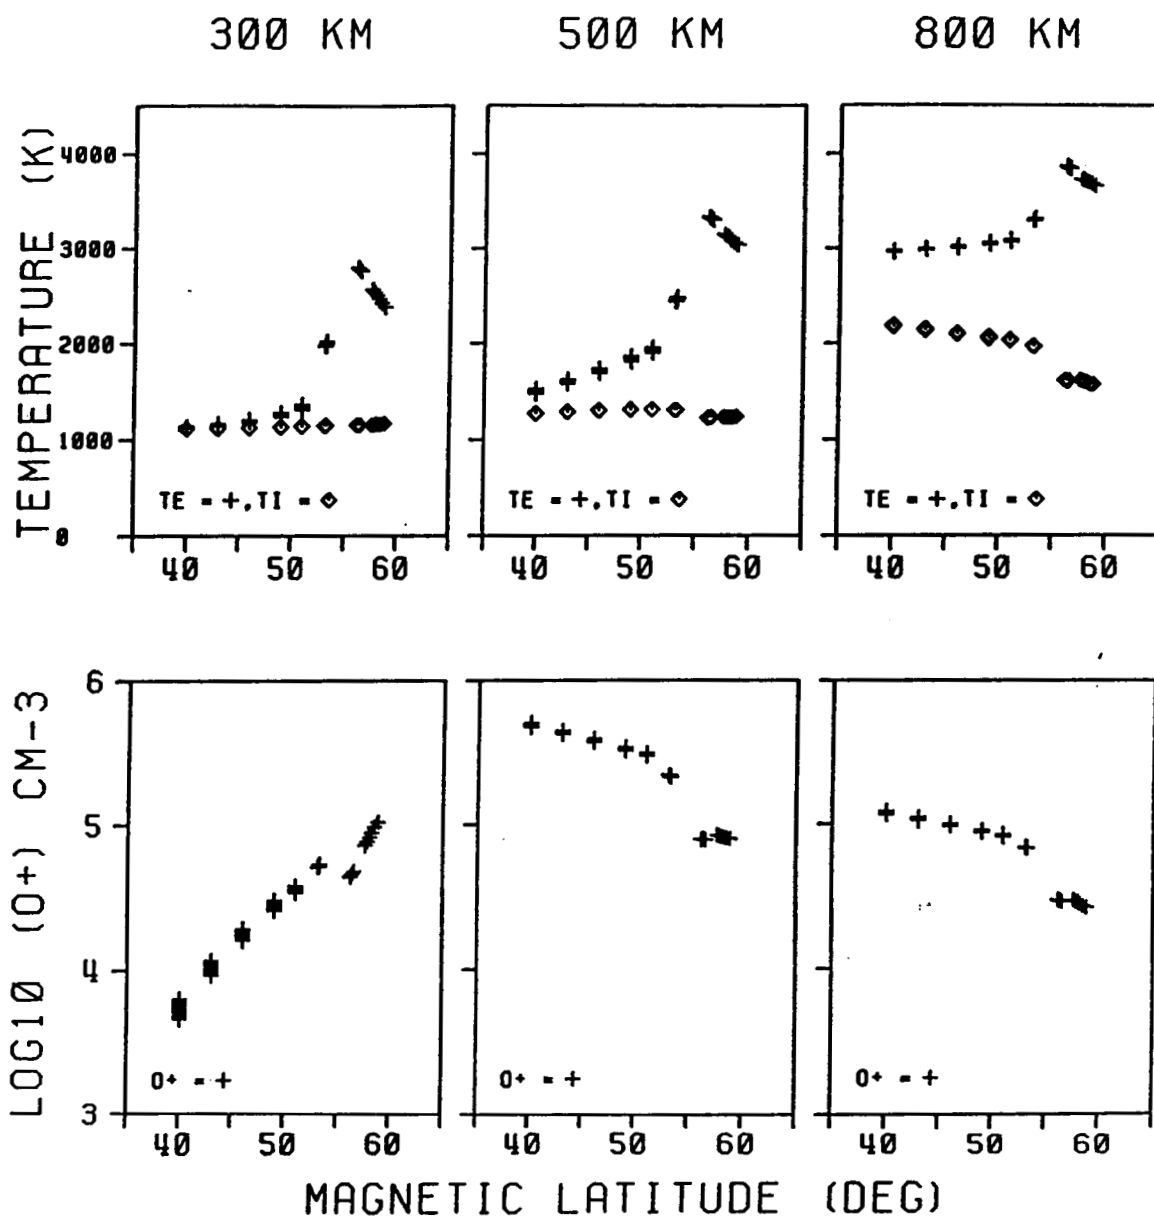 300 KM 500 KM 800 KM
TEMPERATURE (K)
4000
3000
2000
1000
0
TE = +, TI = ◇
TE = +, TI = ◇
TE = +, TI = ◇
40 50 60
40 50 60
40 50 60
LOG10 (O+) CM-3
6
5
4
3
O+ = +
O+ = +
O+ = +
40 50 60
40 50 60
40 50 60
MAGNETIC LATITUDE (DEG)